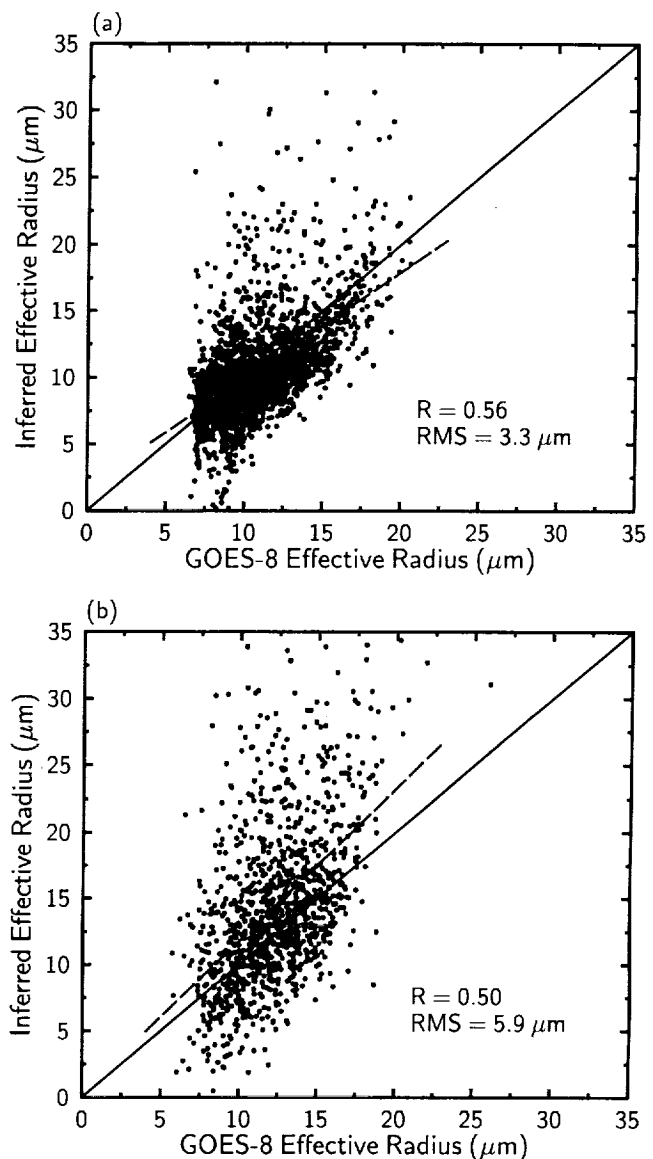 (a)
35
30
25
20
15
10
5
0
Inferred Effective Radius (μm)
R = 0.56
RMS = 3.3 μm
0 5 10 15 20 25 30 35
GOES-8 Effective Radius (μm)
(b)
35
30
25
20
15
10
5
0
Inferred Effective Radius (μm)
R = 0.50
RMS = 5.9 μm
0 5 10 15 20 25 30 35
GOES-8 Effective Radius (μm)